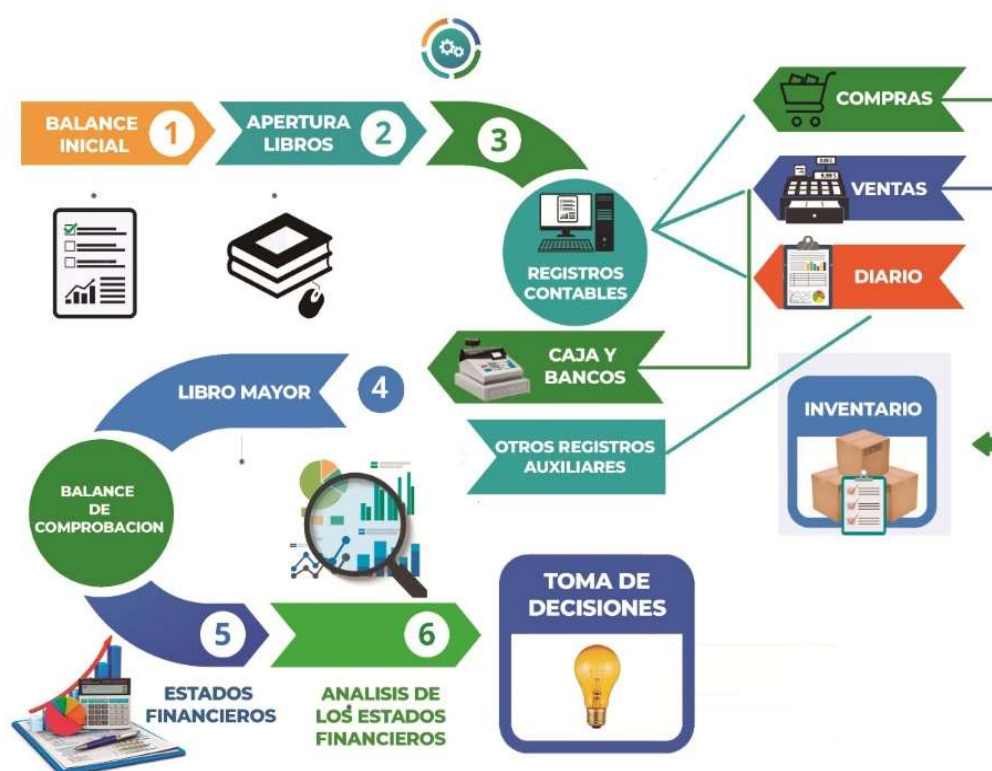 BALANCE
INICIAL
1
APERTURA
LIBROS
2
3
REGISTROS
CONTABLES
COMPRAS
VENTAS
DIARIO
CAJA Y
BANCOS
OTROS REGISTROS
AUXILIARES
INVENTARIO
LIBRO MAYOR
4
BALANCE
DE
COMPROBACION
5
ESTADOS
FINANCIEROS
6
ANALISIS DE
LOS ESTADOS
FINANCIEROS
TOMA DE
DECISIONES